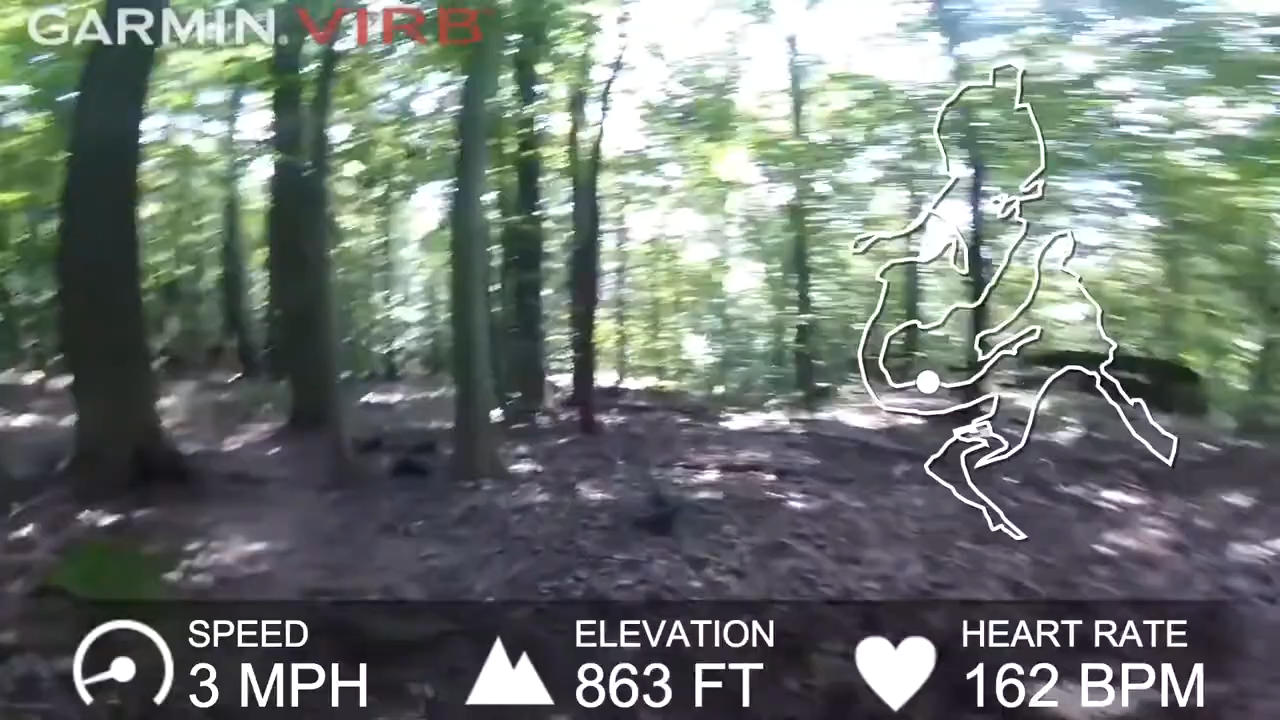 GARMIN. VIRB
SPEED
3 MPH
ELEVATION
863 FT
HEART RATE
162 BPM